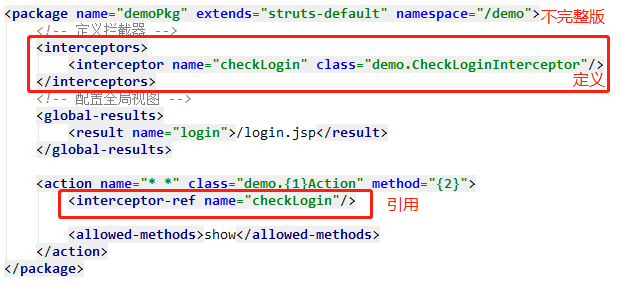 <package name="demoPkg" extends="struts-default" namespace="/demo">不完整版
<!-- 定义拦截器 -->
<interceptors>
<interceptor name="checkLogin" class="demo.CheckLoginInterceptor"/>
</interceptors>
定义
<!-- 配置全局视图 -->
<global-results>
<result name="login">/login.jsp</result>
</global-results>
<action name="*_*" class="demo.{1}Action" method="{2}">
<interceptor-ref name="checkLogin"/>
引用
<allowed-methods>show</allowed-methods>
</action>
</package>